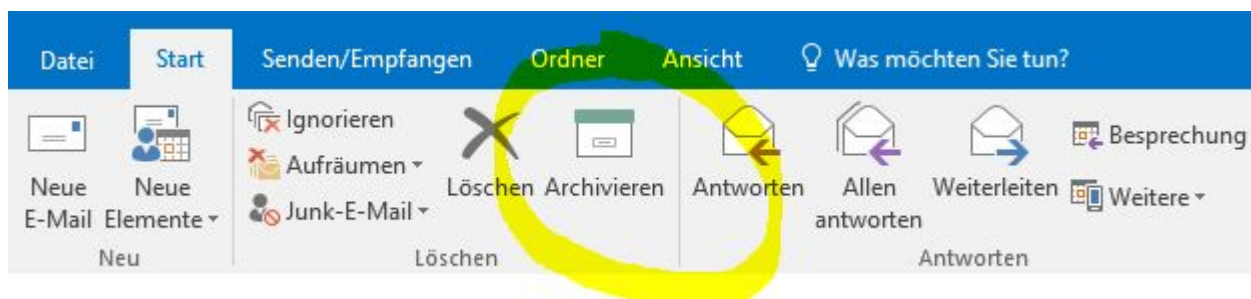 Datei Start Senden/Empfangen Ordner Ansicht Was möchten Sie tun?
Neue
E-Mail
Neue
Elemente
Ignorieren
Aufräumen
Junk-E-Mail
Löschen
Archivieren
Antworten
Allen
antworten
Weiterleiten
Besprechung
Weitere
Neu Löschen Antworten